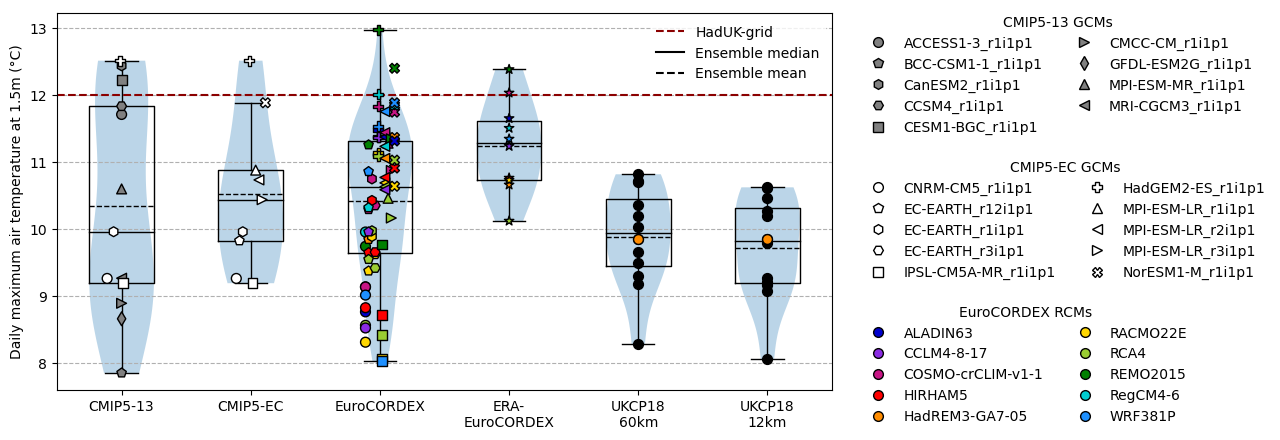 Daily maximum air temperature at 1.5m (°C)
13
12
11
10
9
8
HadUK-grid
Ensemble median
Ensemble mean
CMIP5-13
CMIP5-EC
EuroCORDEX
ERA-
EuroCORDEX
UKCP18
60km
UKCP18
12km
CMIP5-13 GCMs
ACCESS1-3_r1i1p1
BCC-CSM1-1_r1i1p1
CanESM2_r1i1p1
CCSM4_r1i1p1
CESM1-BGC_r1i1p1
CMCC-CM_r1i1p1
GFDL-ESM2G_r1i1p1
MPI-ESM-MR_r1i1p1
MRI-CGCM3_r1i1p1
CMIP5-EC GCMs
CNRM-CM5_r1i1p1
EC-EARTH_r12i1p1
EC-EARTH_r1i1p1
EC-EARTH_r3i1p1
IPSL-CM5A-MR_r1i1p1
HadGEM2-ES_r1i1p1
MPI-ESM-LR_r1i1p1
MPI-ESM-LR_r2i1p1
MPI-ESM-LR_r3i1p1
NorESM1-M_r1i1p1
EuroCORDEX RCMs
ALADIN63
CCLM4-8-17
COSMO-crCLIM-v1-1
HIRHAM5
HadREM3-GA7-05
RACMO22E
RCA4
REMO2015
RegCM4-6
WRF381P